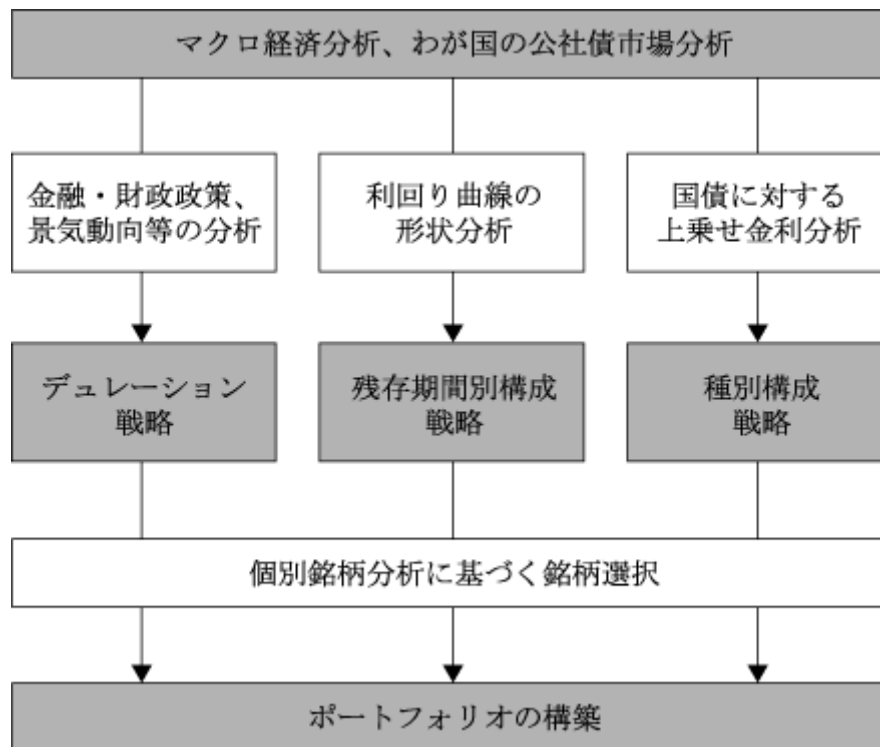 マクロ経済分析、わが国の公社債市場分析
金融・財政政策、
景気動向等の分析
利回り曲線の
形状分析
国債に対する
上乗せ金利分析
デュレーション
戦略
残存期間別構成
戦略
種別構成
戦略
個別銘柄分析に基づく銘柄選択
ポートフォリオの構築